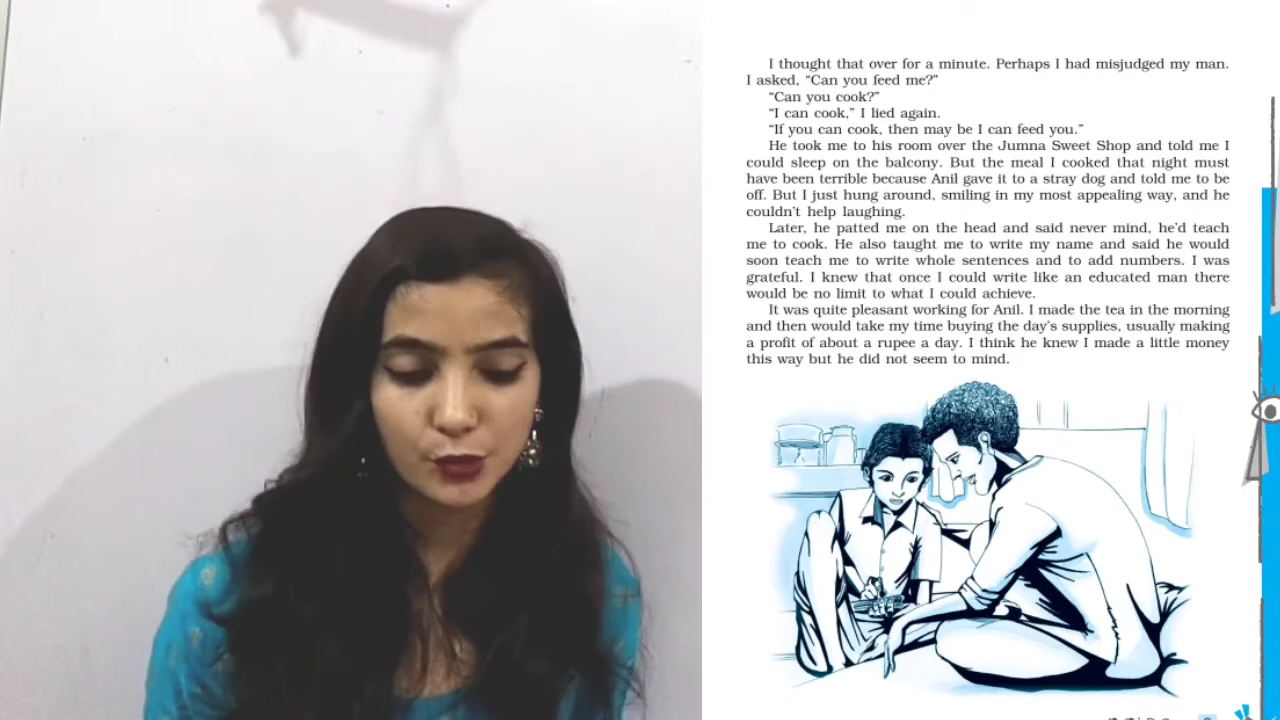 I thought that over for a minute. Perhaps I had misjudged my man.
I asked, “Can you feed me?”
“Can you cook?”
“I can cook,” I lied again.
“If you can cook, then may be I can feed you.”
He took me to his room over the Jumna Sweet Shop and told me I
could sleep on the balcony. But the meal I cooked that night must
have been terrible because Anil gave it to a stray dog and told me to be
off. But I just hung around, smiling in my most appealing way, and he
couldn’t help laughing.
Later, he patted me on the head and said never mind, he’d teach
me to cook. He also taught me to write my name and said he would
soon teach me to write whole sentences and to add numbers. I was
grateful. I knew that once I could write like an educated man there
would be no limit to what I could achieve.
It was quite pleasant working for Anil. I made the tea in the morning
and then would take my time buying the day’s supplies, usually making
a profit of about a rupee a day. I think he knew I made a little money
this way but he did not seem to mind.